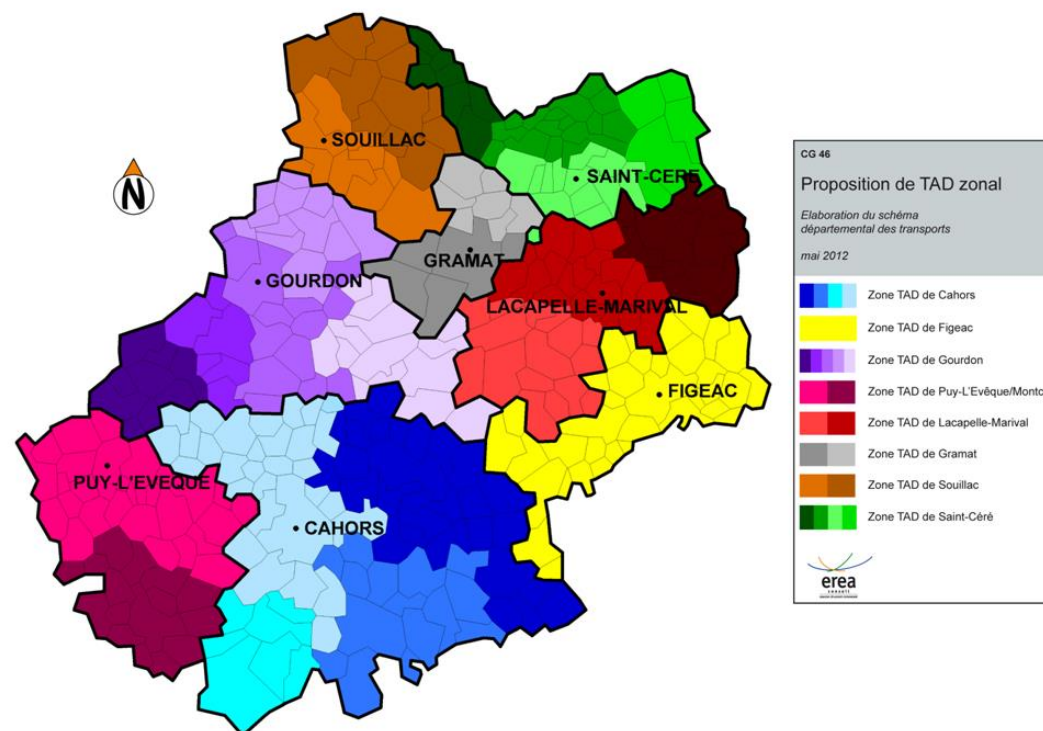 SOUILLAC
SAINT-CERE
N
GRAMAT
GOURDON
LACAPELLE-MARIVAL
FIGEAC
PUY-L'EVEQUE
CAHORS
CG 46
Proposition de TAD zonal
Elaboration du schéma
départemental des transports
mai 2012
Zone TAD de Cahors
Zone TAD de Figeac
Zone TAD de Gourdon
Zone TAD de Puy-L'Evêque/Montc
Zone TAD de Lacapelle-Marival
Zone TAD de Gramat
Zone TAD de Souillac
Zone TAD de Saint-Céré
erea
consult